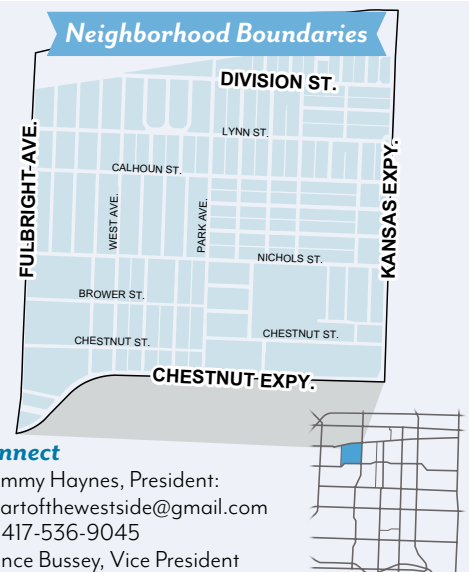 Neighborhood Boundaries
DIVISION ST.
LYNN ST.
CALHOUN ST.
FULBRIGHT AVE.
WEST AVE.
PARK AVE.
KANSAS EXPY.
NICHOLS ST.
BROWER ST.
CHESTNUT ST.
CHESTNUT ST.
CHESTNUT EXPY.
nnect
mmy Haynes, President:
artofthewestside@gmail.com
417-536-9045
nce Bussey, Vice President